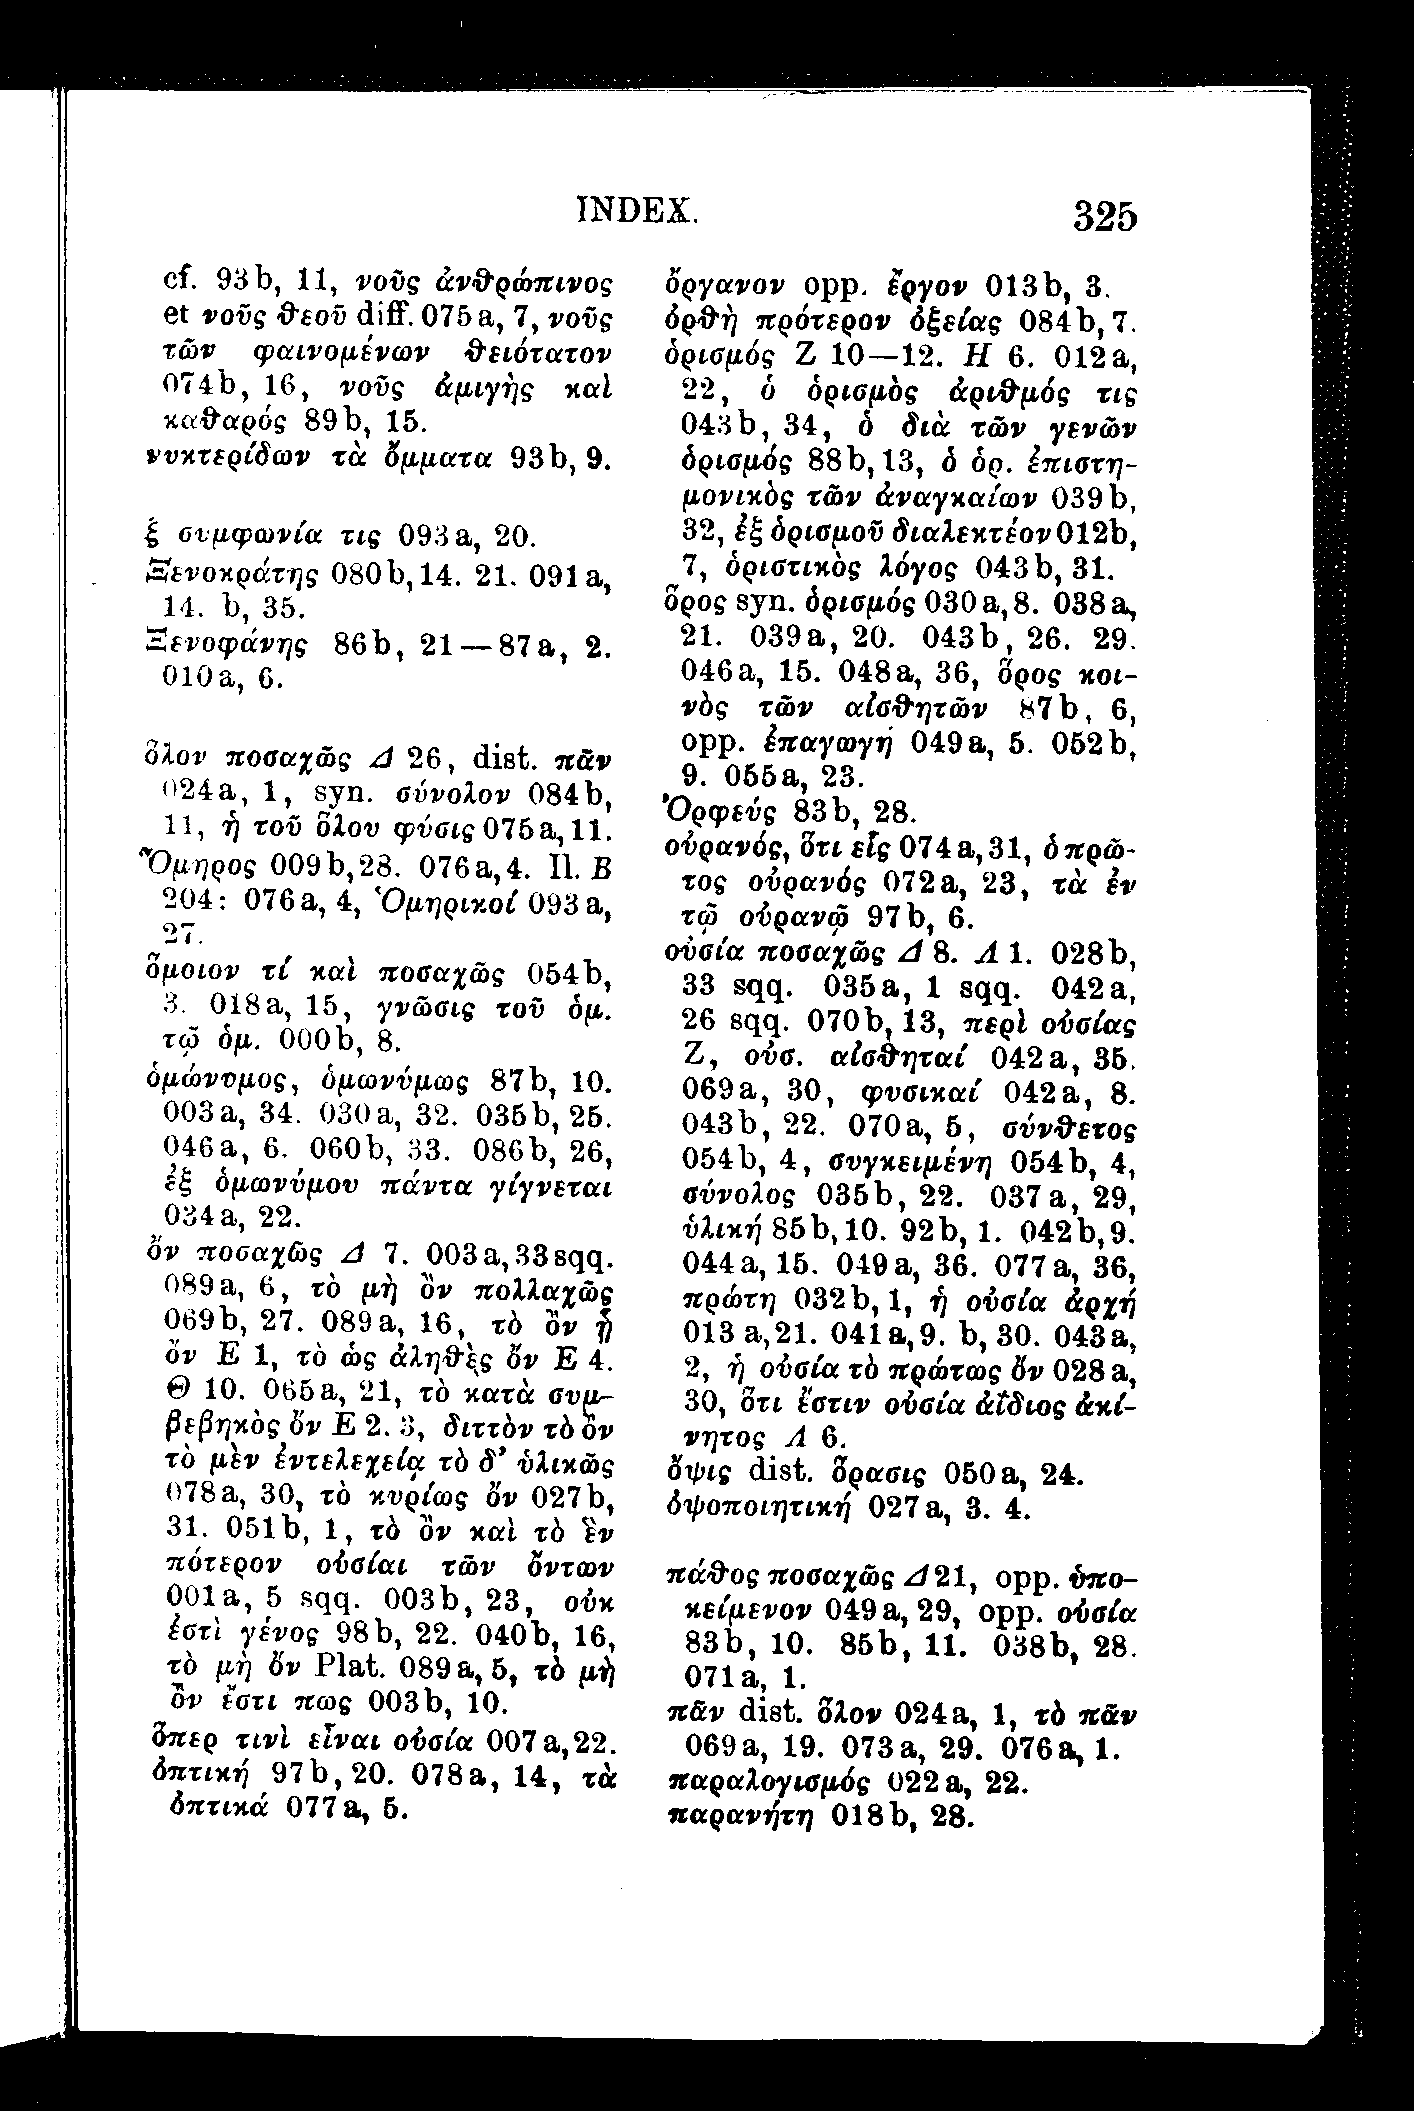 INDEX.
325
cf. 93b, 11, νοῦς ἀνθρώπινος
et νοῦς θεοῦ diff. 075a, 7, νοῦς
τῶν φαινομένων θειότατον
074b, 16, νοῦς ἀμιγὴς καὶ
καθαρός 89b, 15.
νυκτερίδων τὰ ὄμματα 93b, 9.
ξ συμφωνία τις 093a, 20.
Ξενοκράτης 080b, 14. 21. 091a,
14. b, 35.
Ξενοφάνης 86b, 21 — 87a, 2.
010a, 6.
ὅλον ποσαχῶς Δ 26, dist. πᾶν
024a, 1, syn. σύνολον 084b,
11, ἡ τοῦ ὅλου φύσις 075a, 11.
Ὅμηρος 009b, 28. 076a, 4. Il. B
204: 076a, 4, Ὁμηρικοί 093a,
27.
ὅμοιον τί καὶ ποσαχῶς 054b,
3. 018a, 15, γνῶσις τοῦ ὁμ.
τῷ ὁμ. 000b, 8.
ὁμώνυμος, ὁμωνύμως 87b, 10.
003a, 34. 030a, 32. 035b, 25.
046a, 6. 060b, 33. 086b, 26,
ἐξ ὁμωνύμου πάντα γίγνεται
034a, 22.
ὄν ποσαχῶς Δ 7. 003a, 33 sqq.
089a, 6, τὸ μὴ ὂν πολλαχῶς
069b, 27. 089a, 16, τὸ ὂν ᾗ
ὄν E 1, τὸ ὡς ἀληθὲς ὄν E 4.
Θ 10. 065a, 21, τὸ κατὰ συμ-
βεβηκὸς ὄν E 2. 3, διττὸν τὸ ὄν
τὸ μὲν ἐντελεχείᾳ τὸ δ' ὑλικῶς
078a, 30, τὸ κυρίως ὄν 027b,
31. 051b, 1, τὸ ὂν καὶ τὸ ἓν
πότερον οὐσίαι τῶν ὄντων
001a, 5 sqq. 003b, 23, οὐκ
ἐστὶ γένος 98b, 22. 040b, 16,
τὸ μὴ ὄν Plat. 089a, 5, τὸ μὴ
ὂν ἔστι πως 003b, 10.
ὅπερ τινὶ εἶναι οὐσία 007a, 22.
ὀπτική 97b, 20. 078a, 14, τὰ
ὀπτικά 077a, 5.
ὄργανον opp. ἔργον 013b, 3.
ὀρθὴ πρότερον ὀξείας 084b, 7.
ὁρισμός Z 10—12. H 6. 012a,
22, ὁ ὁρισμὸς ἀριθμός τις
043b, 34, ὁ διὰ τῶν γενῶν
ὁρισμός 88b, 13, ὁ ὁρ. ἐπιστη-
μονικὸς τῶν ἀναγκαίων 039b,
32, ἐξ ὁρισμοῦ διαλεκτέον 012b,
7, ὁριστικὸς λόγος 043b, 31.
ὅρος syn. ὁρισμός 030a, 8. 038a,
21. 039a, 20. 043b, 26. 29.
046a, 15. 048a, 36, ὅρος κοι-
νὸς τῶν αἰσθητῶν 87b, 6,
opp. ἐπαγωγή 049a, 5. 052b,
9. 055a, 23.
Ὀρφεύς 83b, 28.
οὐρανός, ὅτι εἷς 074a, 31, ὁ πρῶ-
τος οὐρανός 072a, 23, τὰ ἐν
τῷ οὐρανῷ 97b, 6.
οὐσία ποσαχῶς Δ 8. Λ 1. 028b,
33 sqq. 035a, 1 sqq. 042a,
26 sqq. 070b, 13, περὶ οὐσίας
Z, οὐσ. αἰσθηταί 042a, 35.
069a, 30, φυσικαί 042a, 8.
043b, 22. 070a, 5, σύνθετος
054b, 4, συγκειμένη 054b, 4,
σύνολος 035b, 22. 037a, 29,
ὑλική 85b, 10. 92b, 1. 042b, 9.
044a, 15. 049a, 36. 077a, 36,
πρώτη 032b, 1, ἡ οὐσία ἀρχή
013a, 21. 041a, 9. b, 30. 043a,
2, ἡ οὐσία τὸ πρώτως ὄν 028a,
30, ὅτι ἔστιν οὐσία ἀΐδιος ἀκί-
νητος Λ 6.
ὄψις dist. ὅρασις 050a, 24.
ὀψοποιητική 027a, 3. 4.
πάθος ποσαχῶς Δ 21, opp. ὑπο-
κείμενον 049a, 29, opp. οὐσία
83b, 10. 85b, 11. 038b, 28.
071a, 1.
πᾶν dist. ὅλον 024a, 1, τὸ πᾶν
069a, 19. 073a, 29. 076a, 1.
παραλογισμός 022a, 22.
παρανήτη 018b, 28.